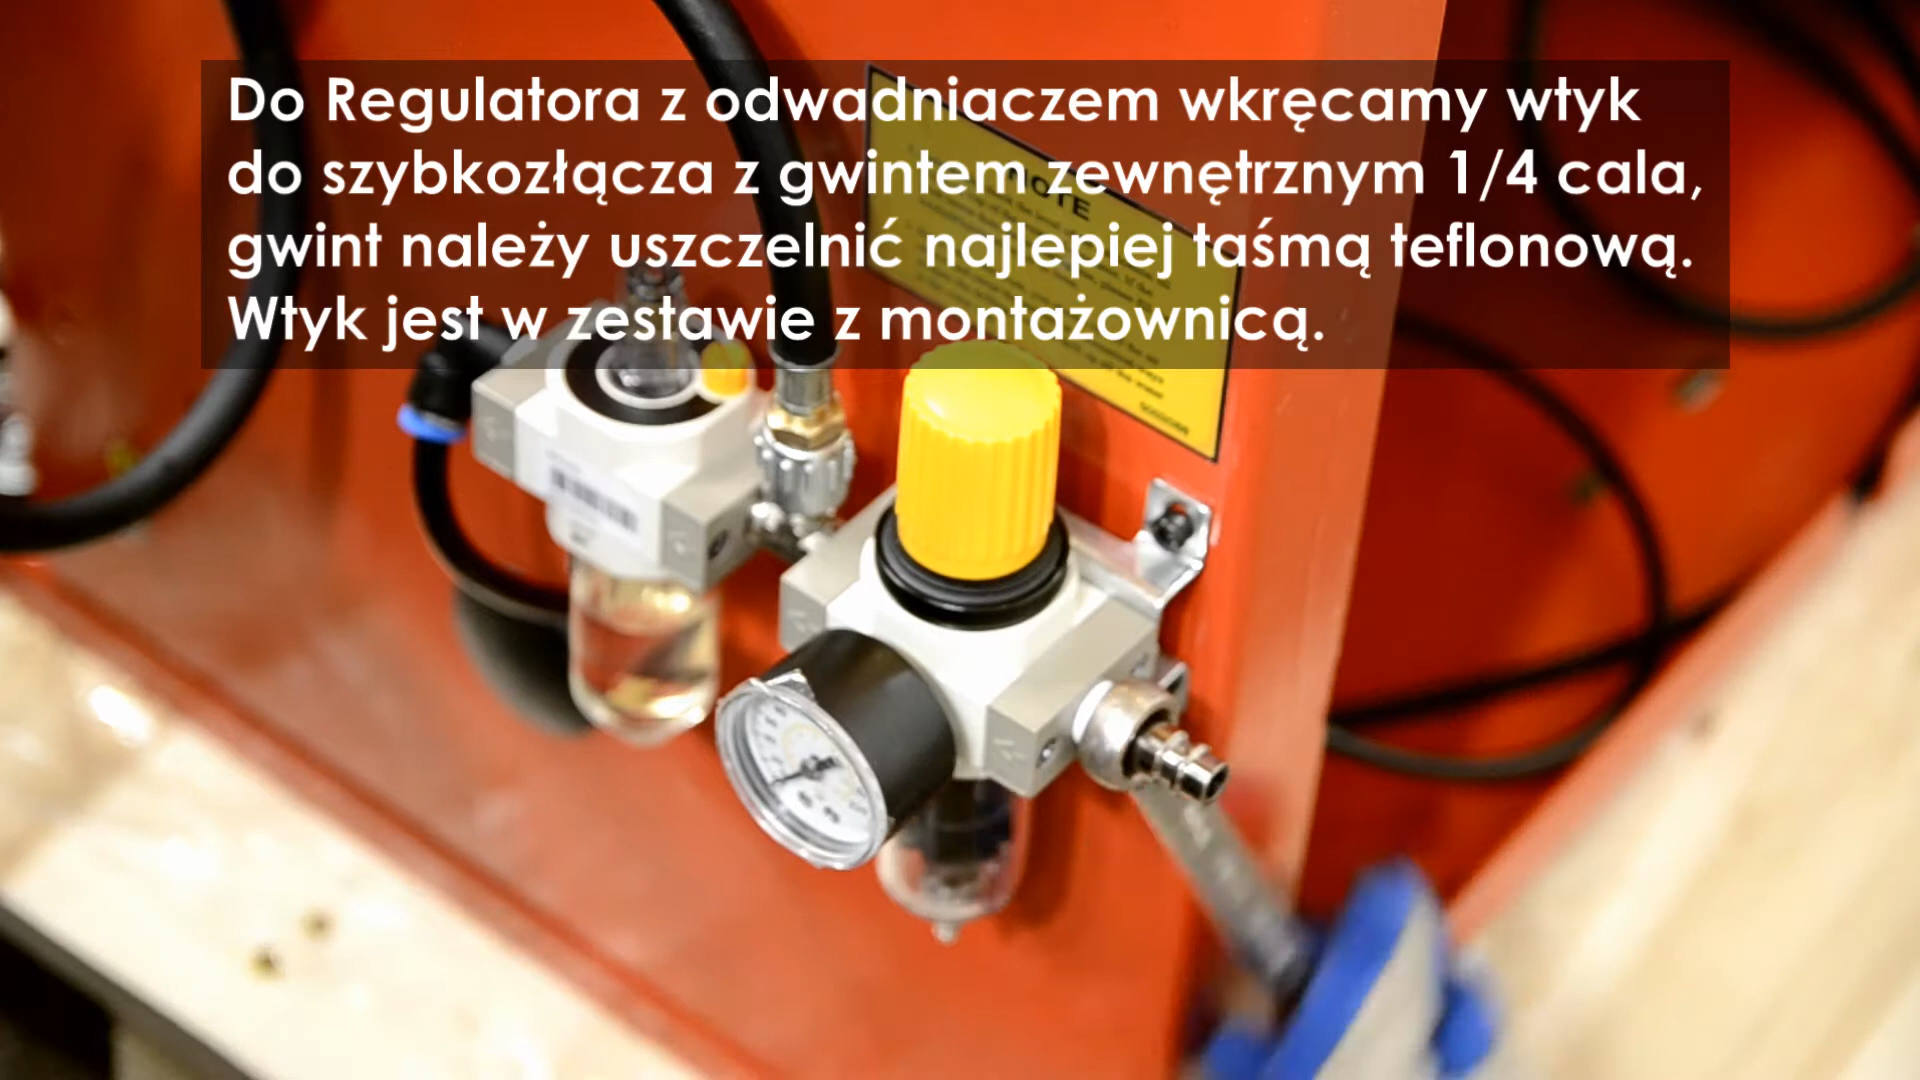 Do Regulatora z odwadniaczem wkręcamy wtyk
do szybkozłącza z gwintem zewnętrznym 1/4 cala,
gwint należy uszczelnić najlepiej taśmą teflonową.
Wtyk jest w zestawie z montażownicą.
NOTE